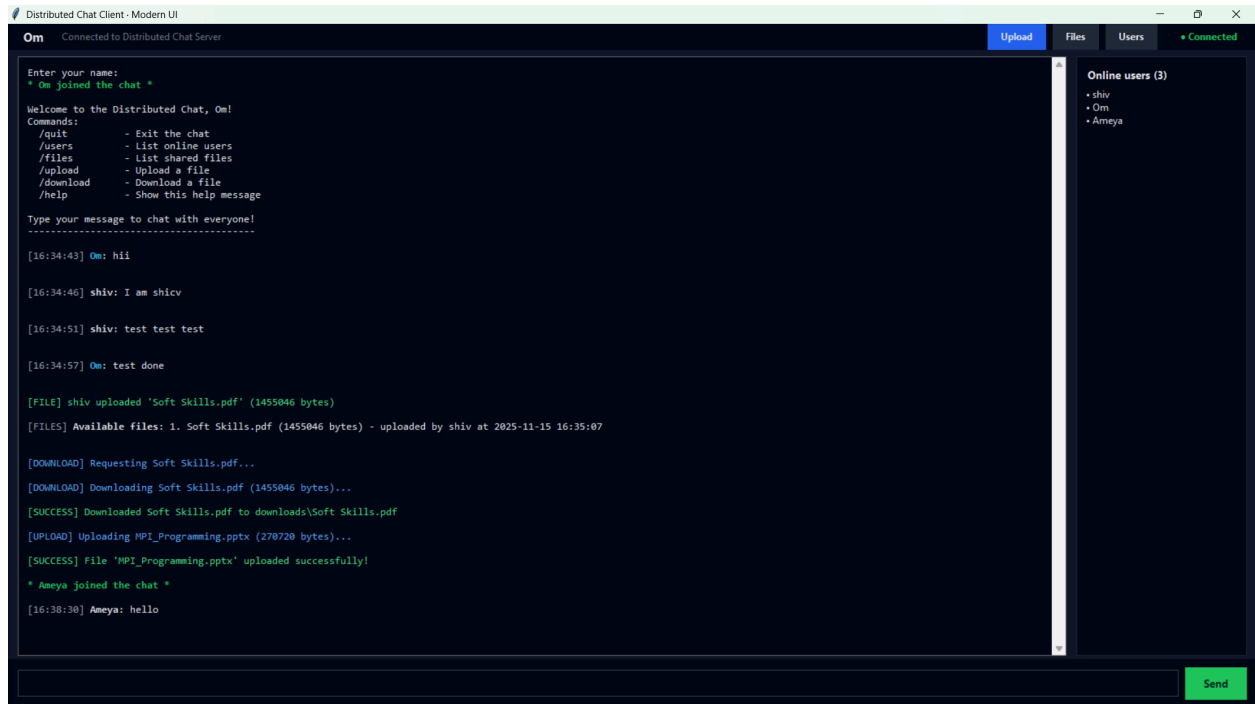 Distributed Chat Client · Modern UI
Om Connected to Distributed Chat Server Upload Files Users • Connected
Enter your name:
* Om joined the chat *
Welcome to the Distributed Chat, Om!
Commands:
/quit - Exit the chat
/users - List online users
/files - List shared files
/upload - Upload a file
/download - Download a file
/help - Show this help message
Type your message to chat with everyone!
----------------------------------------
[16:34:43] Om: hii
[16:34:46] shiv: I am shicv
[16:34:51] shiv: test test test
[16:34:57] Om: test done
[FILE] shiv uploaded 'Soft Skills.pdf' (1455046 bytes)
[FILES] Available files: 1. Soft Skills.pdf (1455046 bytes) - uploaded by shiv at 2025-11-15 16:35:07
[DOWNLOAD] Requesting Soft Skills.pdf...
[DOWNLOAD] Downloading Soft Skills.pdf (1455046 bytes)...
[SUCCESS] Downloaded Soft Skills.pdf to downloads\Soft Skills.pdf
[UPLOAD] Uploading MPI_Programming.pptx (270720 bytes)...
[SUCCESS] File 'MPI_Programming.pptx' uploaded successfully!
* Ameya joined the chat *
[16:38:30] Ameya: hello
Online users (3)
• shiv
• Om
• Ameya
Send